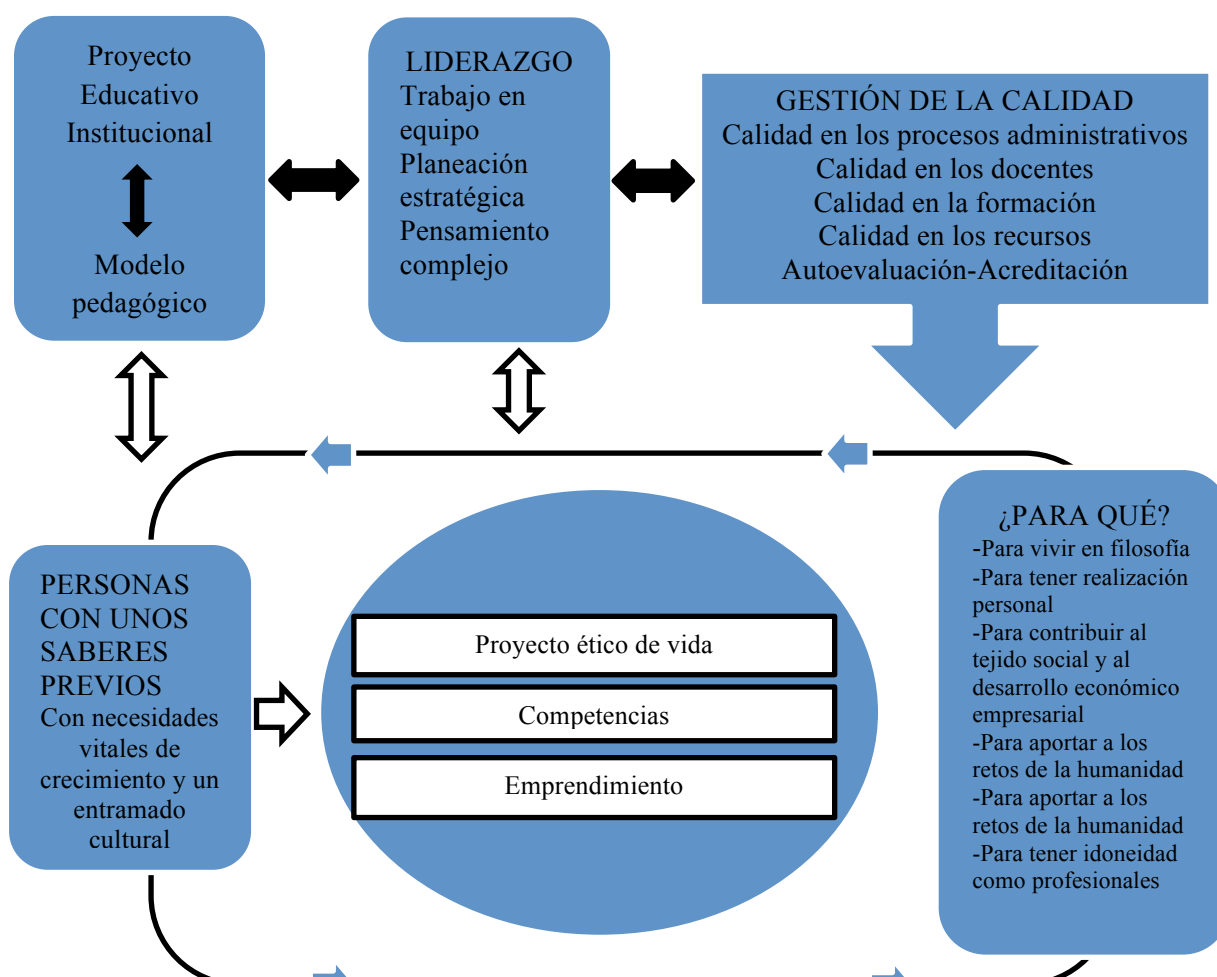 Proyecto
Educativo
Institucional
Modelo
pedagógico
LIDERAZGO
Trabajo en
equipo
Planeación
estratégica
Pensamiento
complejo
GESTIÓN DE LA CALIDAD
Calidad en los procesos administrativos
Calidad en los docentes
Calidad en la formación
Calidad en los recursos
Autoevaluación-Acreditación
PERSONAS
CON UNOS
SABERES
PREVIOS
Con necesidades
vitales de
crecimiento y un
entramado
cultural
Proyecto ético de vida
Competencias
Emprendimiento
¿PARA QUÉ?
-Para vivir en filosofía
-Para tener realización
personal
-Para contribuir al
tejido social y al
desarrollo económico
empresarial
-Para aportar a los
retos de la humanidad
-Para aportar a los
retos de la humanidad
-Para tener idoneidad
como profesionales